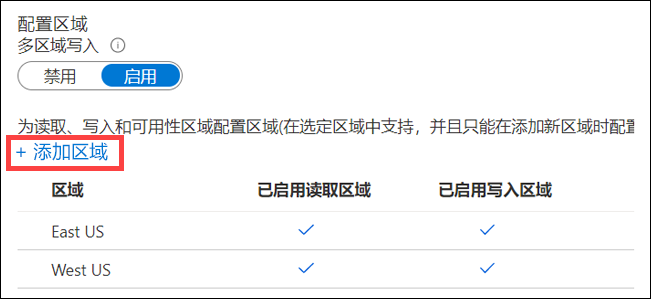 配置区域
多区域写入
禁用 启用
为读取、写入和可用性区域配置区域(在选定区域中支持，并且只能在添加新区域时配置
+ 添加区域
区域 已启用读取区域 已启用写入区域
East US
West US